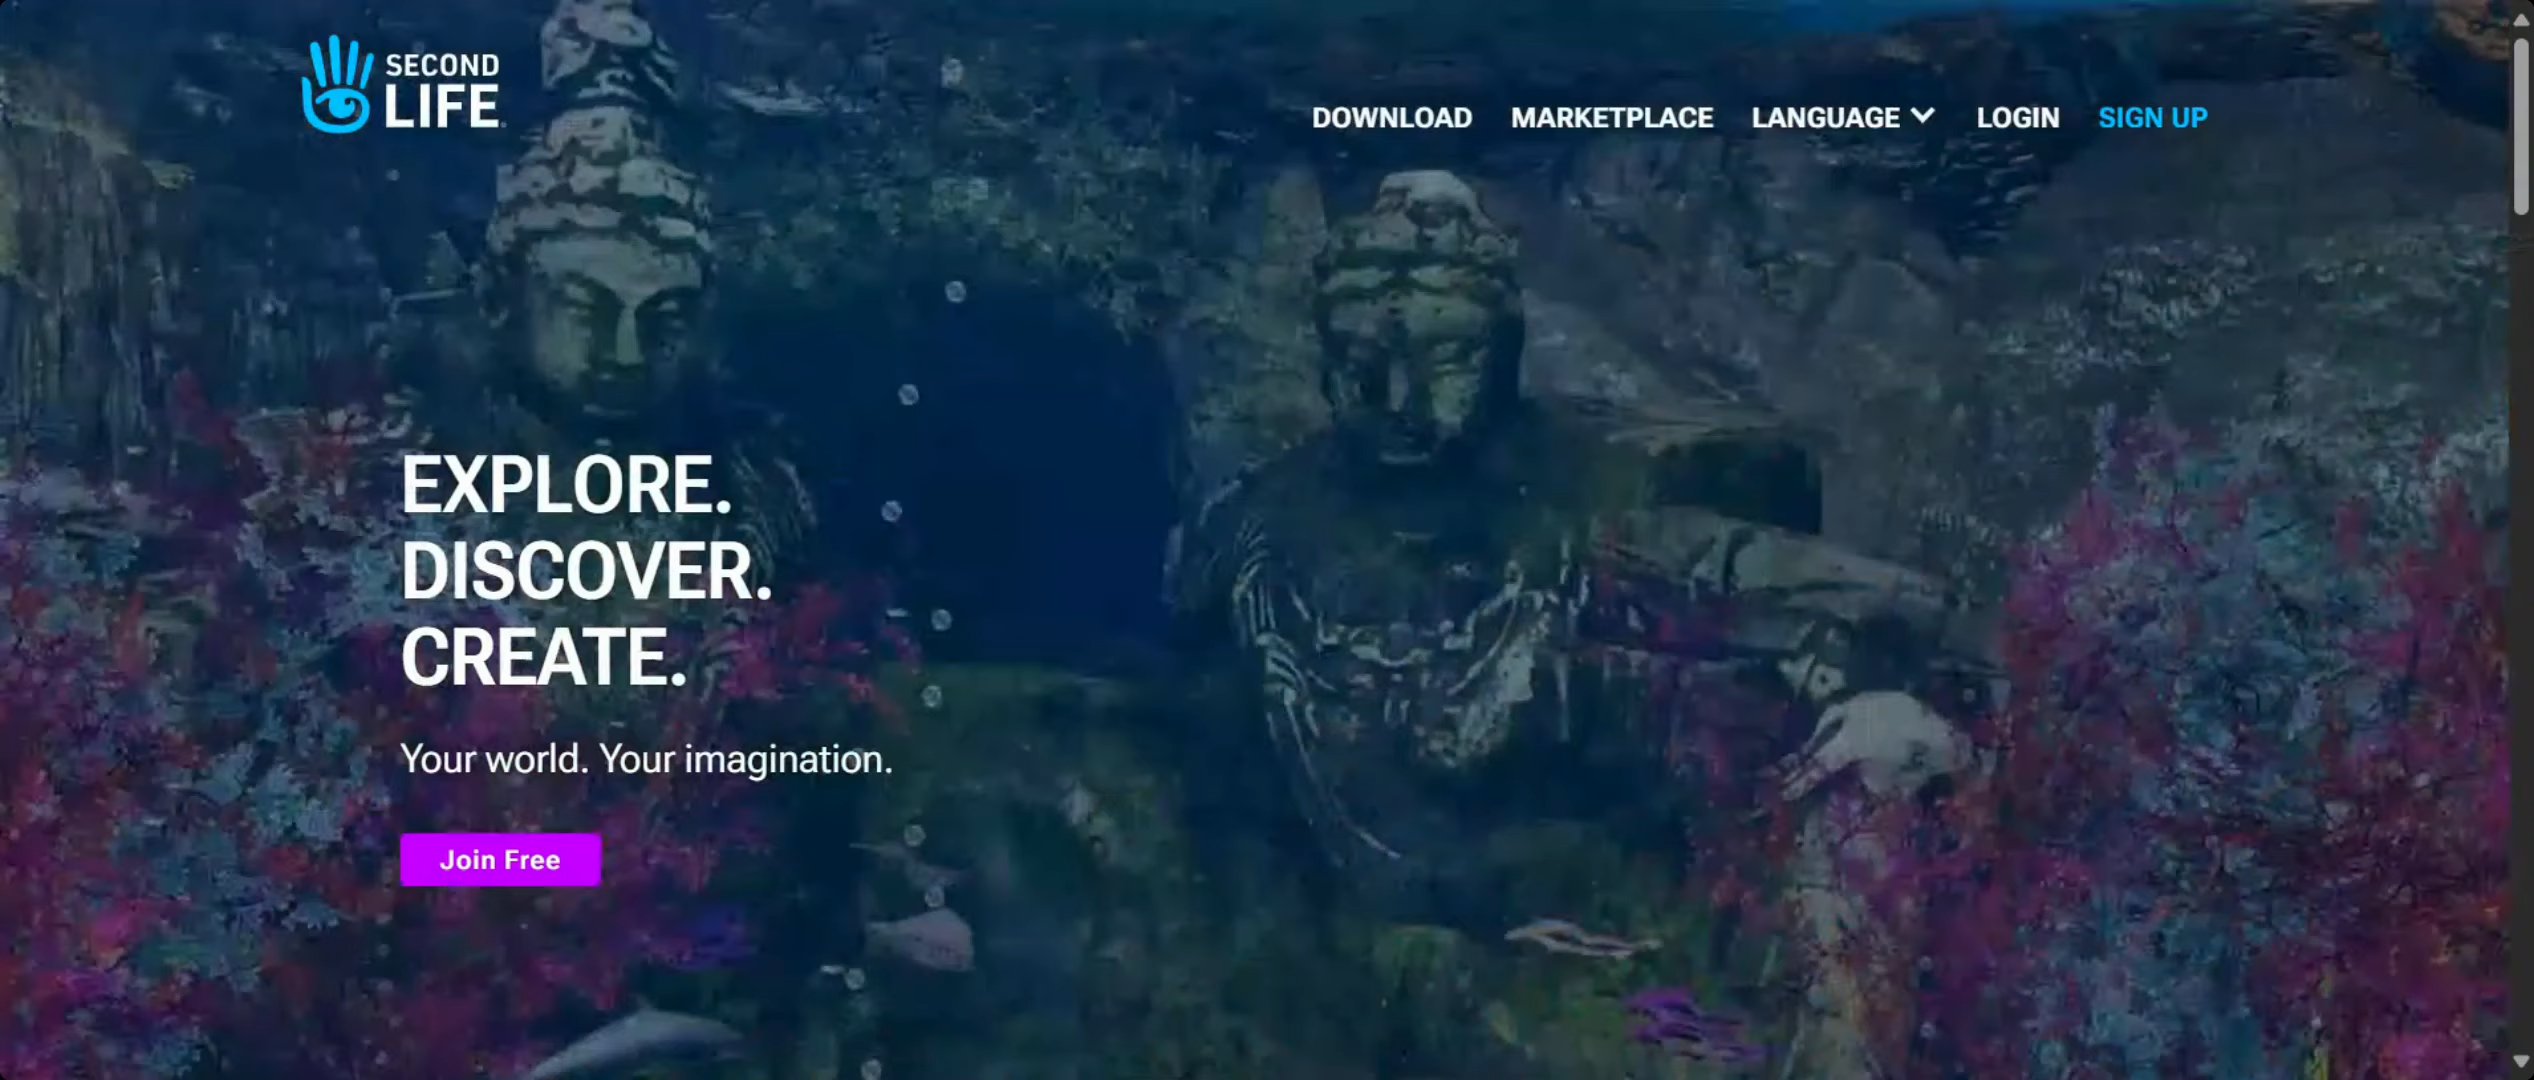 SECOND
LIFE
DOWNLOAD MARKETPLACE LANGUAGE LOGIN SIGN UP
EXPLORE.
DISCOVER.
CREATE.
Your world. Your imagination.
Join Free